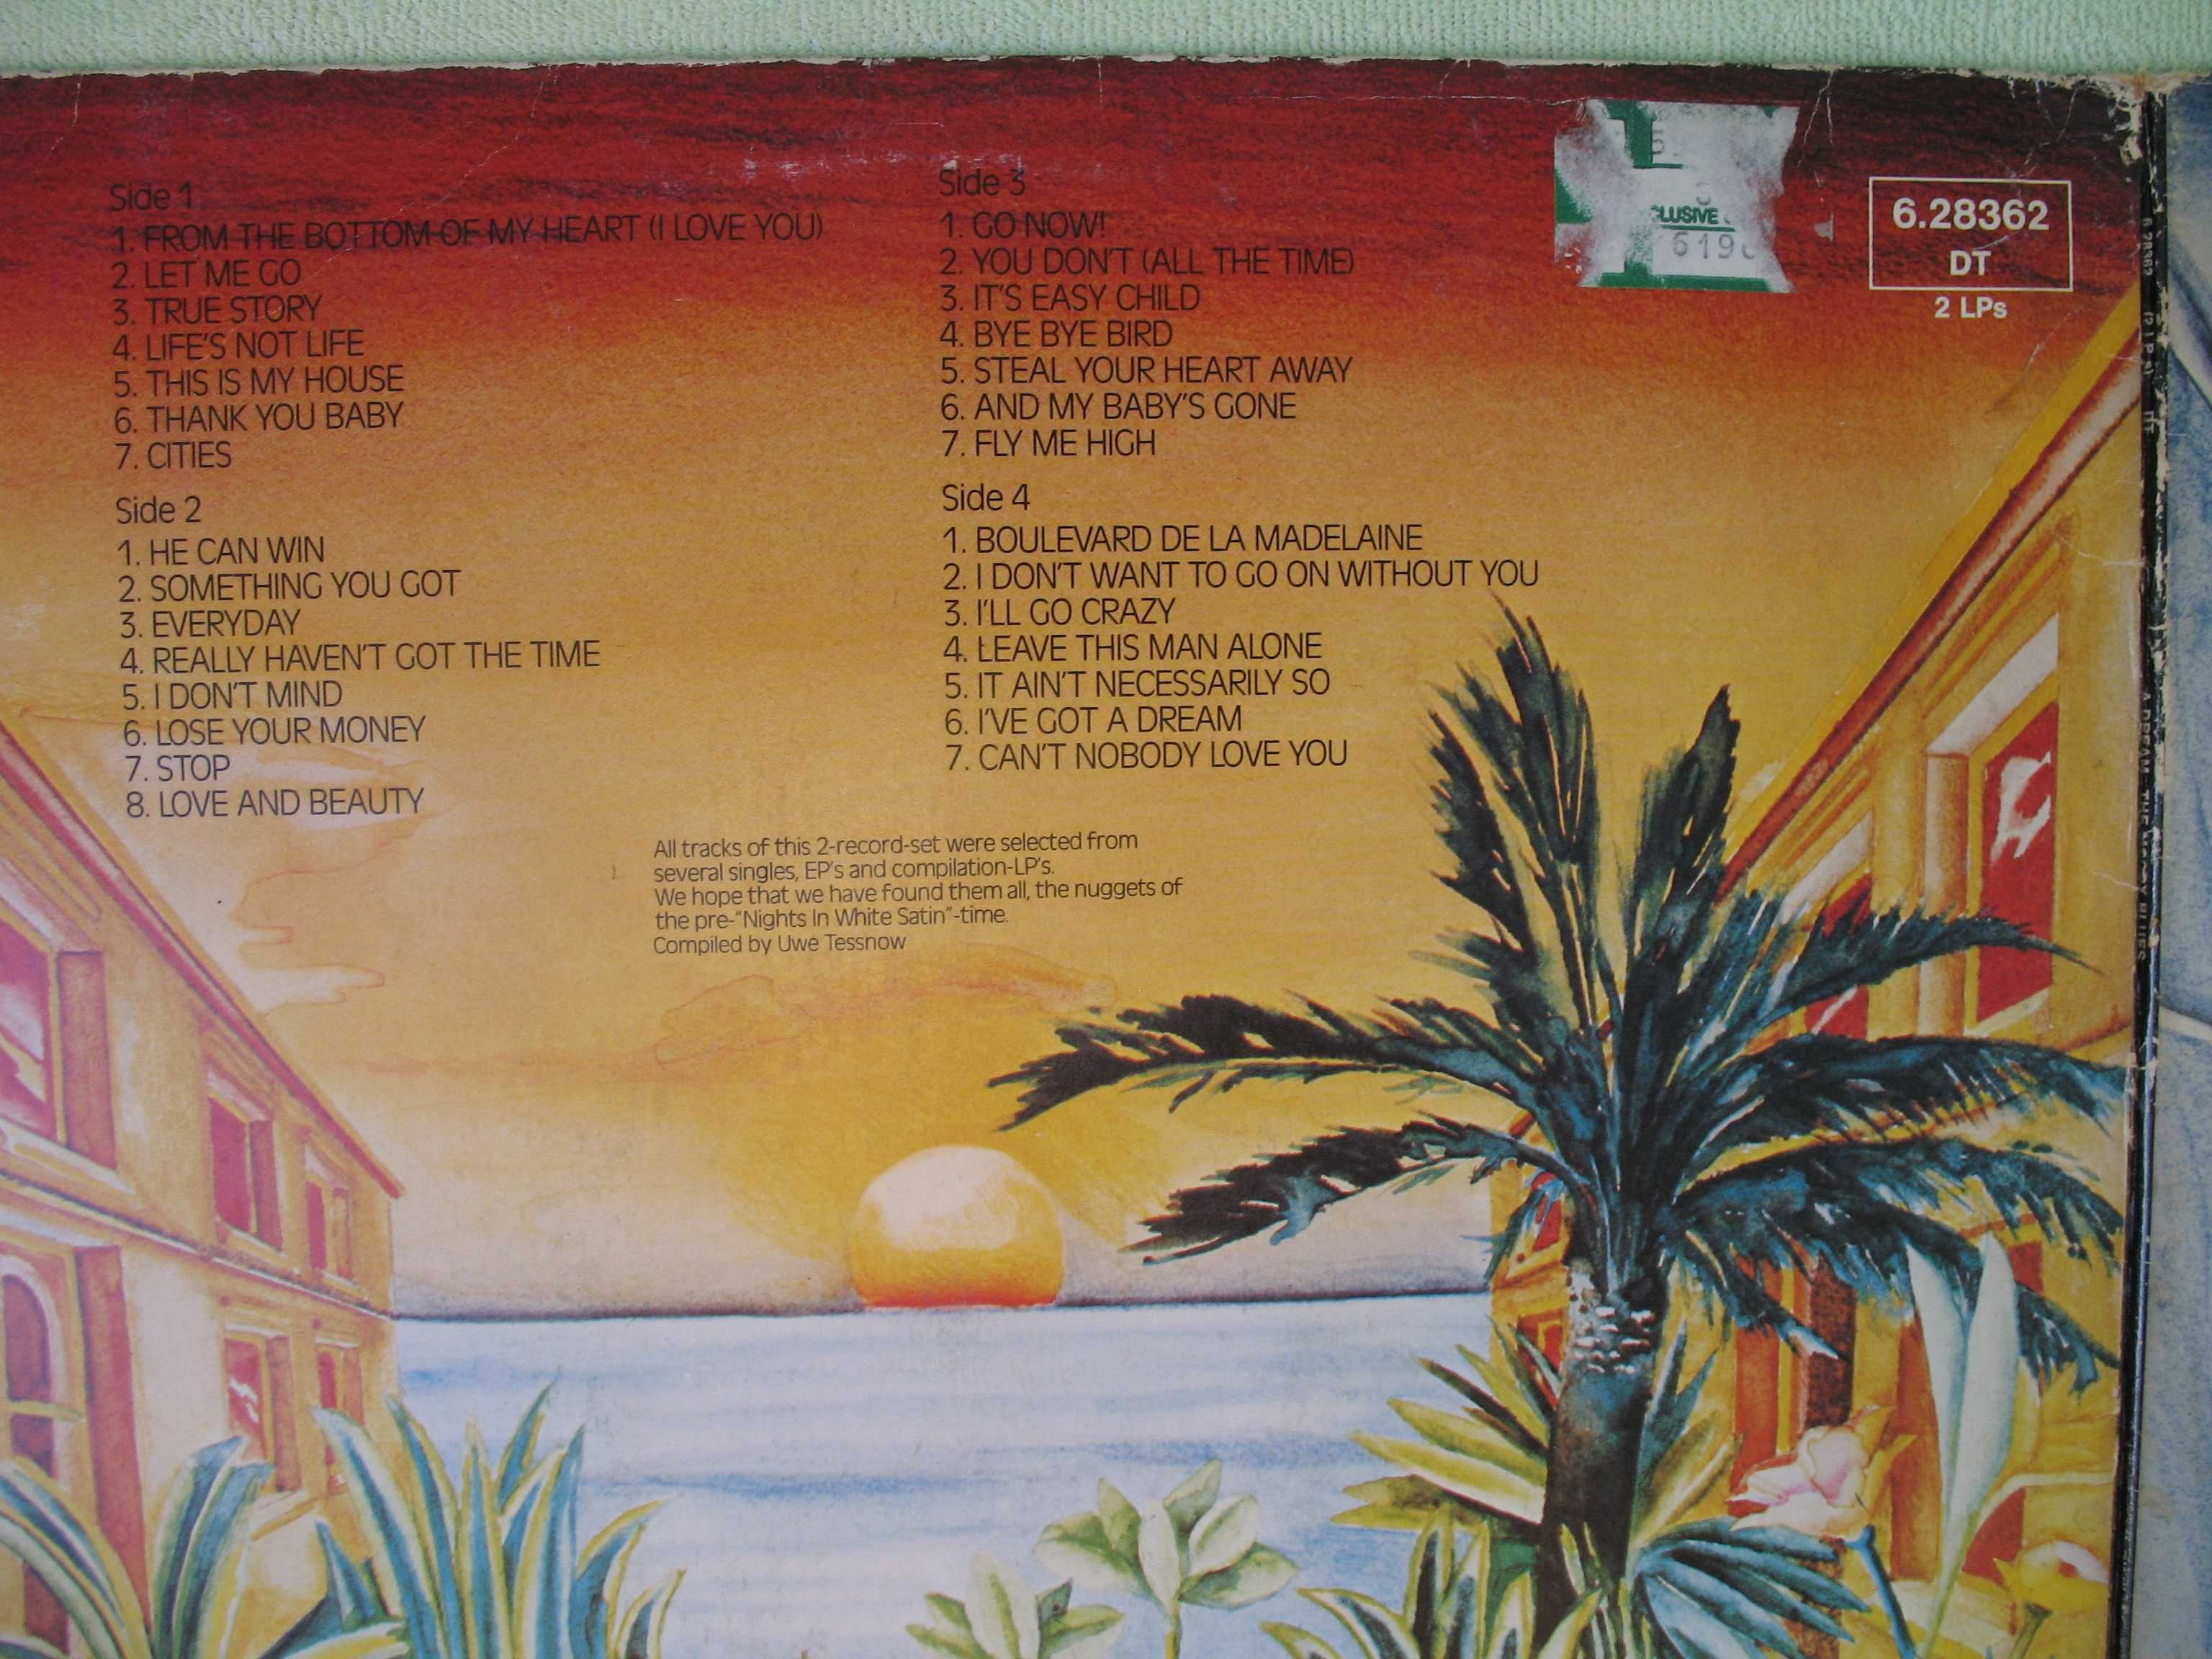 Side 1
1. FROM THE BOTTOM OF MY HEART (I LOVE YOU)
2. LET ME GO
3. TRUE STORY
4. LIFE'S NOT LIFE
5. THIS IS MY HOUSE
6. THANK YOU BABY
7. CITIES
Side 2
1. HE CAN WIN
2. SOMETHING YOU GOT
3. EVERYDAY
4. REALLY HAVEN'T GOT THE TIME
5. I DON'T MIND
6. LOSE YOUR MONEY
7. STOP
8. LOVE AND BEAUTY
Side 3
1. GO NOW!
2. YOU DON'T (ALL THE TIME)
3. IT'S EASY CHILD
4. BYE BYE BIRD
5. STEAL YOUR HEART AWAY
6. AND MY BABY'S GONE
7. FLY ME HIGH
Side 4
1. BOULEVARD DE LA MADELAINE
2. I DON'T WANT TO GO ON WITHOUT YOU
3. I'LL GO CRAZY
4. LEAVE THIS MAN ALONE
5. IT AIN'T NECESSARILY SO
6. I'VE GOT A DREAM
7. CAN'T NOBODY LOVE YOU
All tracks of this 2-record-set were selected from
several singles, EP's and compilation-LP's.
We hope that we have found them all, the nuggets of
the pre-"Nights In White Satin"-time.
Compiled by Uwe Tessnow
6.28362
DT
2 LPs
6.28362 (2 LPs) DT A DREAM THE MOODY BLUES